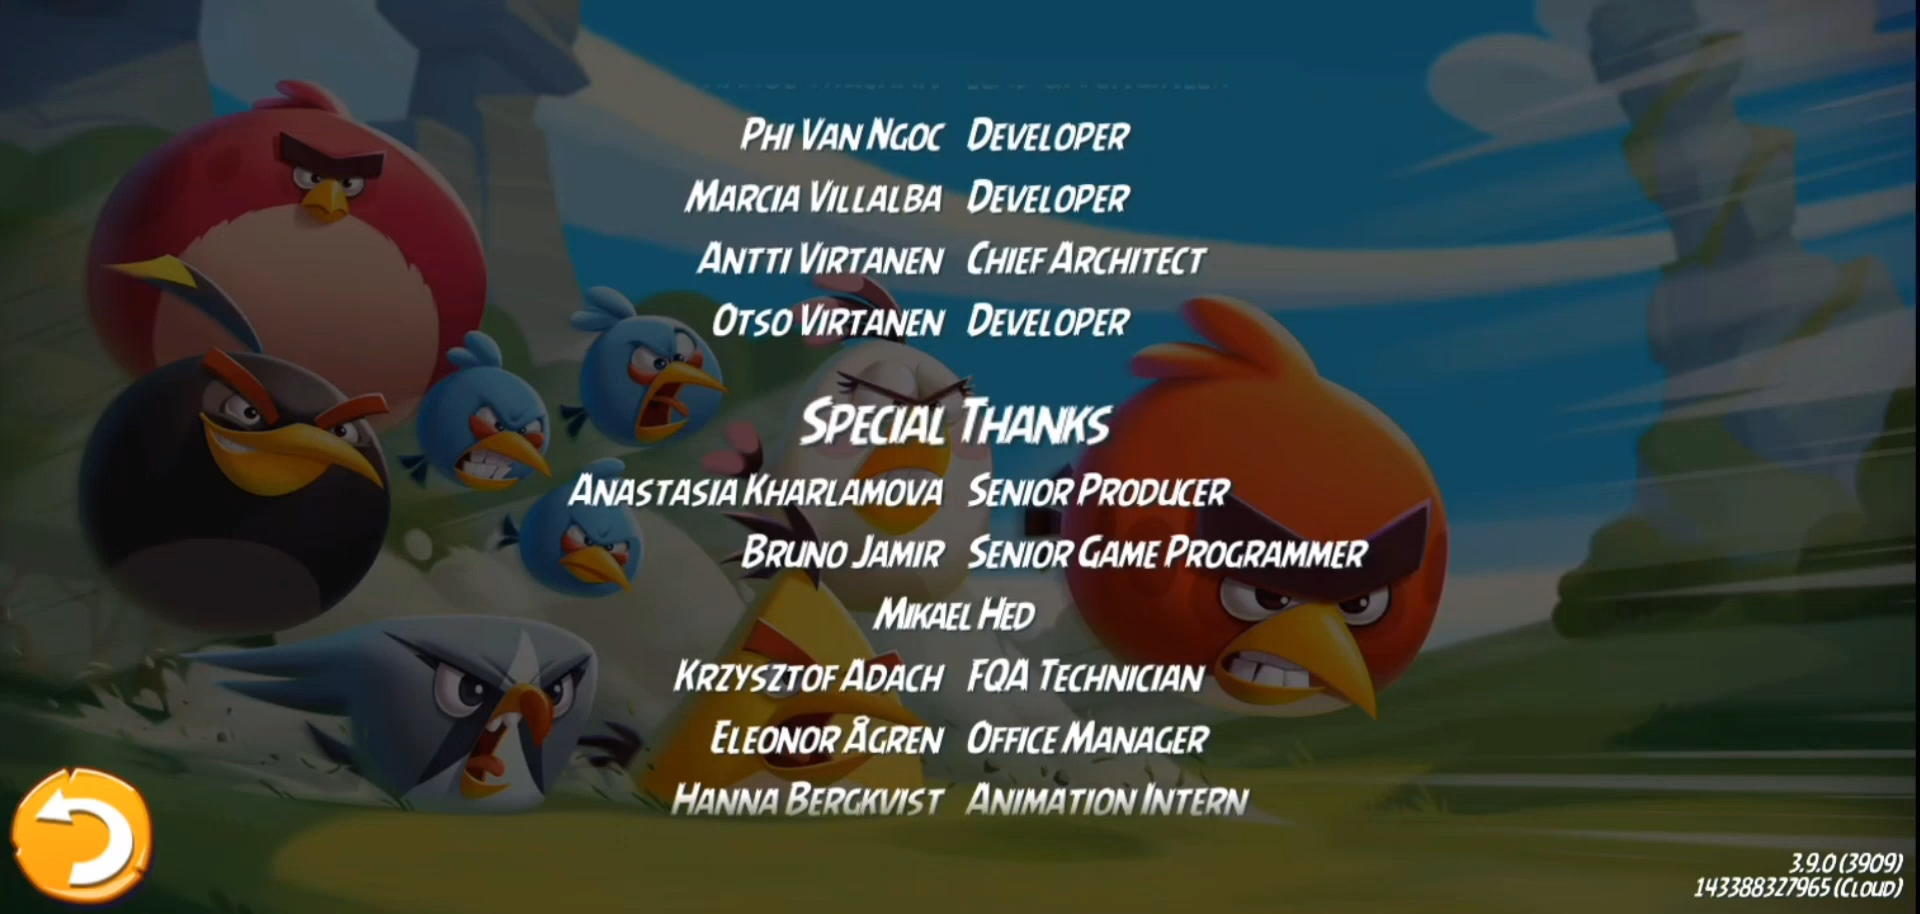 Phi Van Ngoc Developer
Marcia Villalba Developer
Antti Virtanen Chief Architect
Otso Virtanen Developer
Special Thanks
Anastasia Kharlamova Senior Producer
Bruno Jamir Senior Game Programmer
Mikael Hed
Krzysztof Adach FQA Technician
Eleonor Ågren Office Manager
Hanna Bergkvist Animation Intern
3.9.0 (3909)
143388327965 (Cloud)